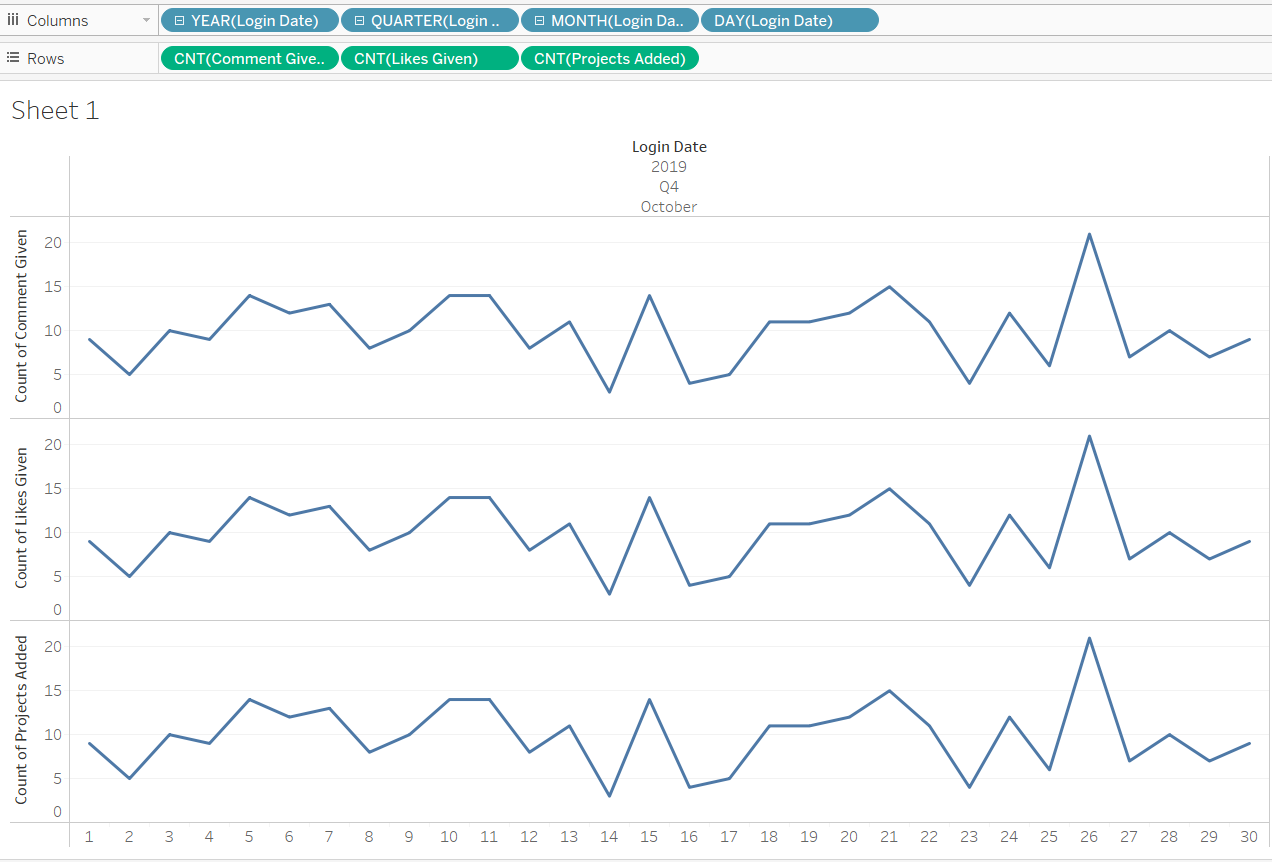 Columns YEAR(Login Date) QUARTER(Login .. MONTH(Login Da.. DAY(Login Date)
Rows CNT(Comment Give.. CNT(Likes Given) CNT(Projects Added)
Sheet 1
Login Date
2019
Q4
October
Count of Comment Given
20
15
10
5
0
Count of Likes Given
20
15
10
5
0
Count of Projects Added
20
15
10
5
0
1 2 3 4 5 6 7 8 9 10 11 12 13 14 15 16 17 18 19 20 21 22 23 24 25 26 27 28 29 30